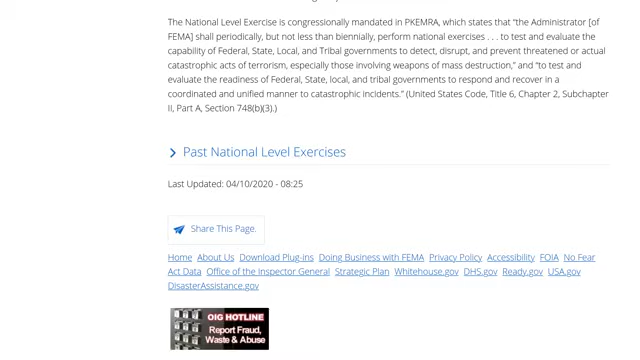 The National Level Exercise is congressionally mandated in PKEMRA, which states that “the Administrator [of
FEMA] shall periodically, but not less than biennially, perform national exercises . . . to test and evaluate the
capability of Federal, State, Local, and Tribal governments to detect, disrupt, and prevent threatened or actual
catastrophic acts of terrorism, especially those involving weapons of mass destruction,” and “to test and
evaluate the readiness of Federal, State, local, and tribal governments to respond and recover in a
coordinated and unified manner to catastrophic incidents.” (United States Code, Title 6, Chapter 2, Subchapter
II, Part A, Section 748(b)(3).)
Past National Level Exercises
Last Updated: 04/10/2020 - 08:25
Share This Page.
Home About Us Download Plug-ins Doing Business with FEMA Privacy Policy Accessibility FOIA No Fear
Act Data Office of the Inspector General Strategic Plan Whitehouse.gov DHS.gov Ready.gov USA.gov
DisasterAssistance.gov
OIG HOTLINE
Report Fraud,
Waste & Abuse